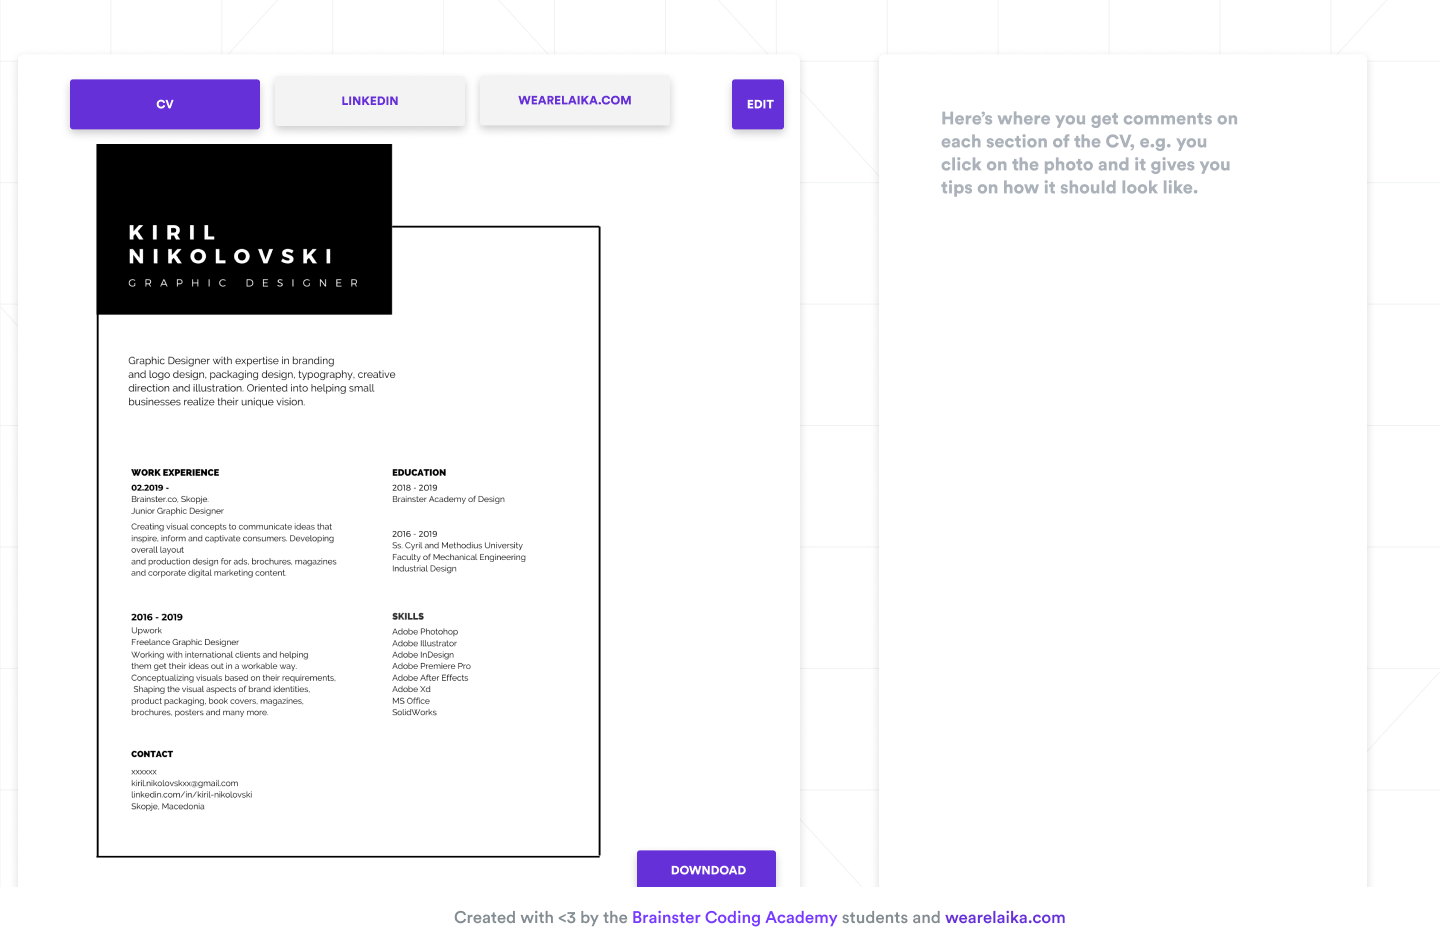 CV
LINKEDIN
WEARELAIKA.COM
EDIT
KIRIL
NIKOLOVSKI
GRAPHIC DESIGNER
Graphic Designer with expertise in branding
and logo design, packaging design, typography, creative
direction and illustration. Oriented into helping small
businesses realize their unique vision.
WORK EXPERIENCE
02.2019 -
Brainster.co, Skopje.
Junior Graphic Designer
Creating visual concepts to communicate ideas that
inspire, inform and captivate consumers. Developing
overall layout
and production design for ads, brochures, magazines
and corporate digital marketing content.
2016 - 2019
Upwork
Freelance Graphic Designer
Working with international clients and helping
them get their ideas out in a workable way.
Conceptualizing visuals based on their requirements.
Shaping the visual aspects of brand identities,
product packaging, book covers, magazines,
brochures, posters and many more.
CONTACT
xxxxxx
kiril.nikolovskxx@gmail.com
linkedin.com/in/kiril-nikolovski
Skopje, Macedonia
EDUCATION
2018 - 2019
Brainster Academy of Design
2016 - 2019
Ss. Cyril and Methodius University
Faculty of Mechanical Engineering
Industrial Design
SKILLS
Adobe Photohop
Adobe Illustrator
Adobe InDesign
Adobe Premiere Pro
Adobe After Effects
Adobe Xd
MS Office
SolidWorks
DOWNDOAD
Here's where you get comments on
each section of the CV, e.g. you
click on the photo and it gives you
tips on how it should look like.
Created with <3 by the Brainster Coding Academy students and wearelaika.com